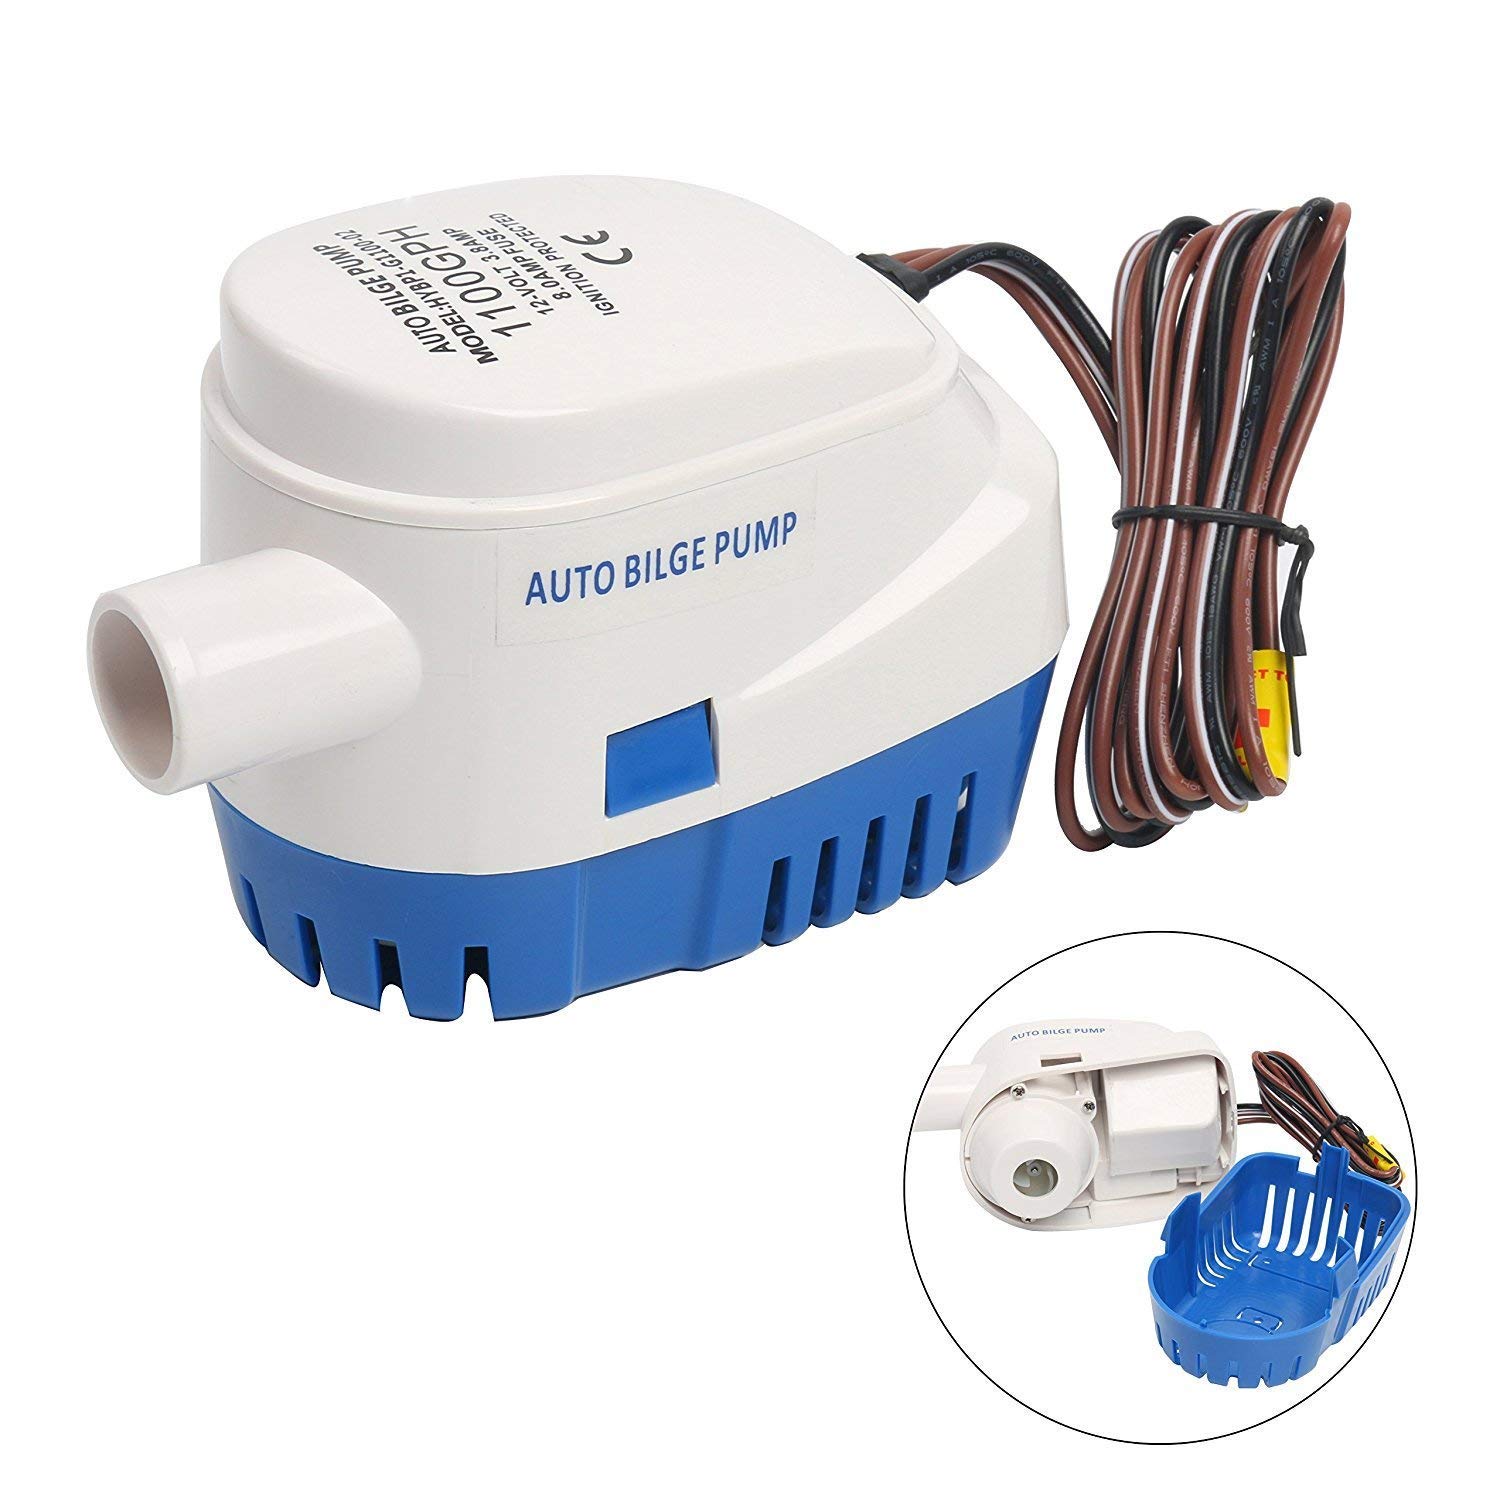 AUTO BILGE PUMP
MODEL:HYBP1-G1100-02
1100GPH
12-VOLT 3.8AMP
8.0AMP FUSE
IGNITION PROTECTED
CE
AUTO BILGE PUMP
AUTO BILGE PUMP